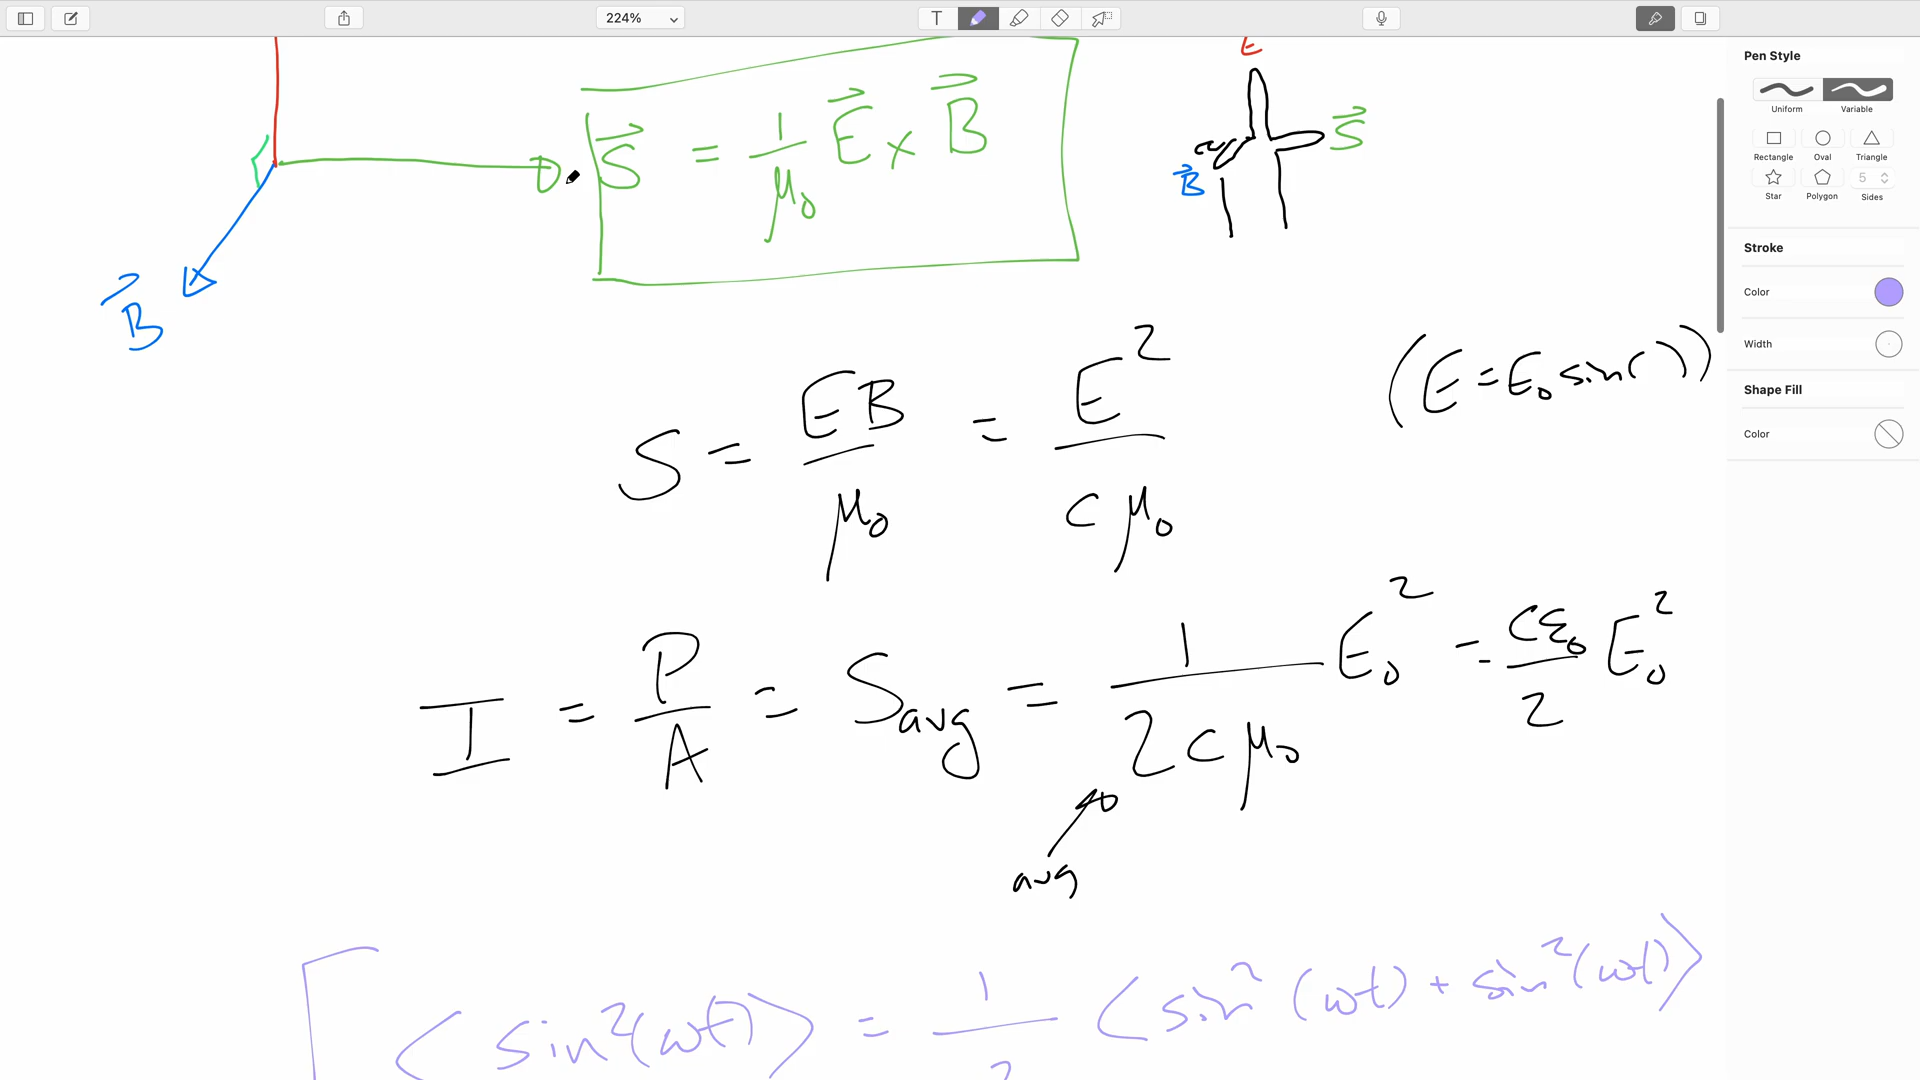 224%
T
Pen Style
Uniform
Variable
Rectangle
Oval
Triangle
5
Star
Polygon
Sides
Stroke
Color
Width
Shape Fill
Color
E
S⃗ = 1/μ₀ E⃗ × B⃗
S⃗
B⃗
B⃗
(E = E₀ sin( ))
S = EB/μ₀ = E²/cμ₀
I = P/A = S_avg = 1/2cμ₀ E₀² = cε₀/2 E₀²
avg
⟨sin²(ωt)⟩ = 1/2 ⟨sin²(ωt) + sin²(ωt)⟩